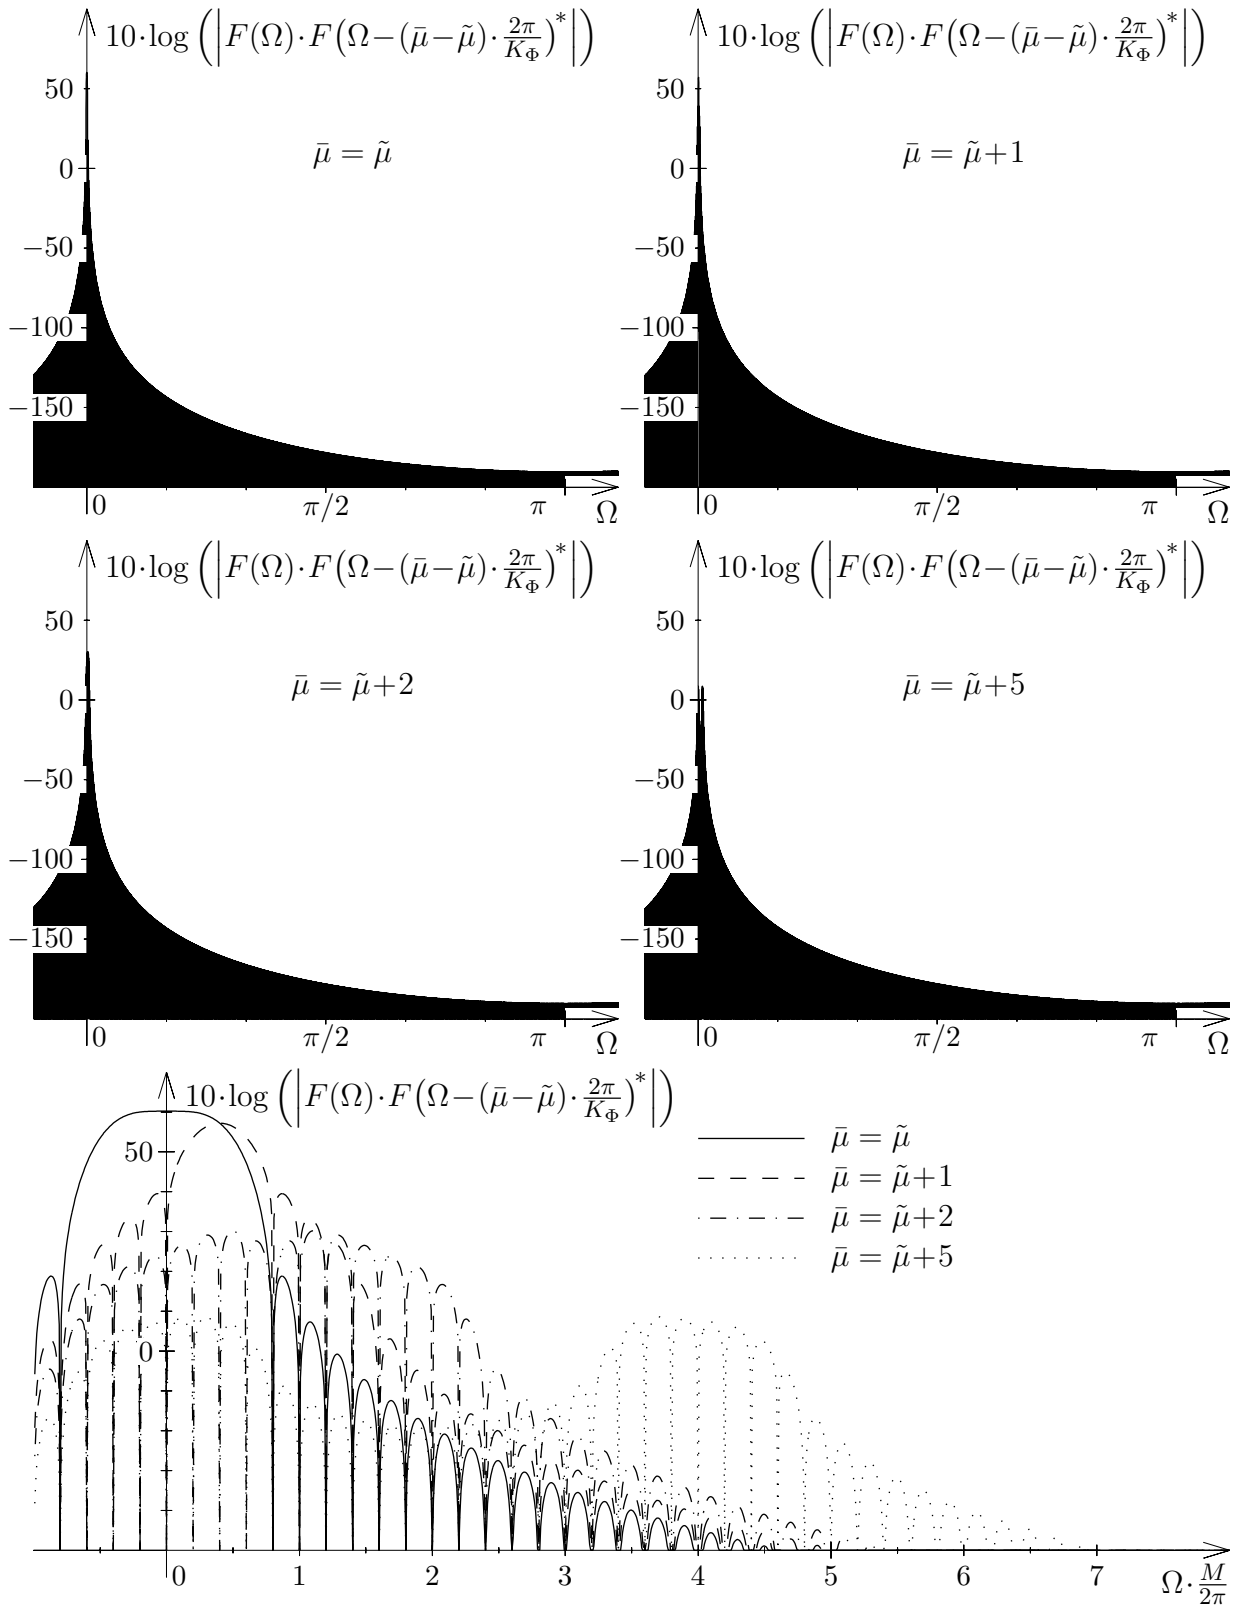 10·log (|F(Ω)·F(Ω−(μ̄−μ̃)·2π/K_Φ)*|)
50
μ̄ = μ̃
0
−50
−100
−150
0 π/2 π Ω
10·log (|F(Ω)·F(Ω−(μ̄−μ̃)·2π/K_Φ)*|)
50
μ̄ = μ̃+1
0
−50
−100
−150
0 π/2 π Ω
10·log (|F(Ω)·F(Ω−(μ̄−μ̃)·2π/K_Φ)*|)
50
μ̄ = μ̃+2
0
−50
−100
−150
0 π/2 π Ω
10·log (|F(Ω)·F(Ω−(μ̄−μ̃)·2π/K_Φ)*|)
50
μ̄ = μ̃+5
0
−50
−100
−150
0 π/2 π Ω
10·log (|F(Ω)·F(Ω−(μ̄−μ̃)·2π/K_Φ)*|)
50
μ̄ = μ̃
μ̄ = μ̃+1
μ̄ = μ̃+2
μ̄ = μ̃+5
0
0 1 2 3 4 5 6 7 Ω·M/2π